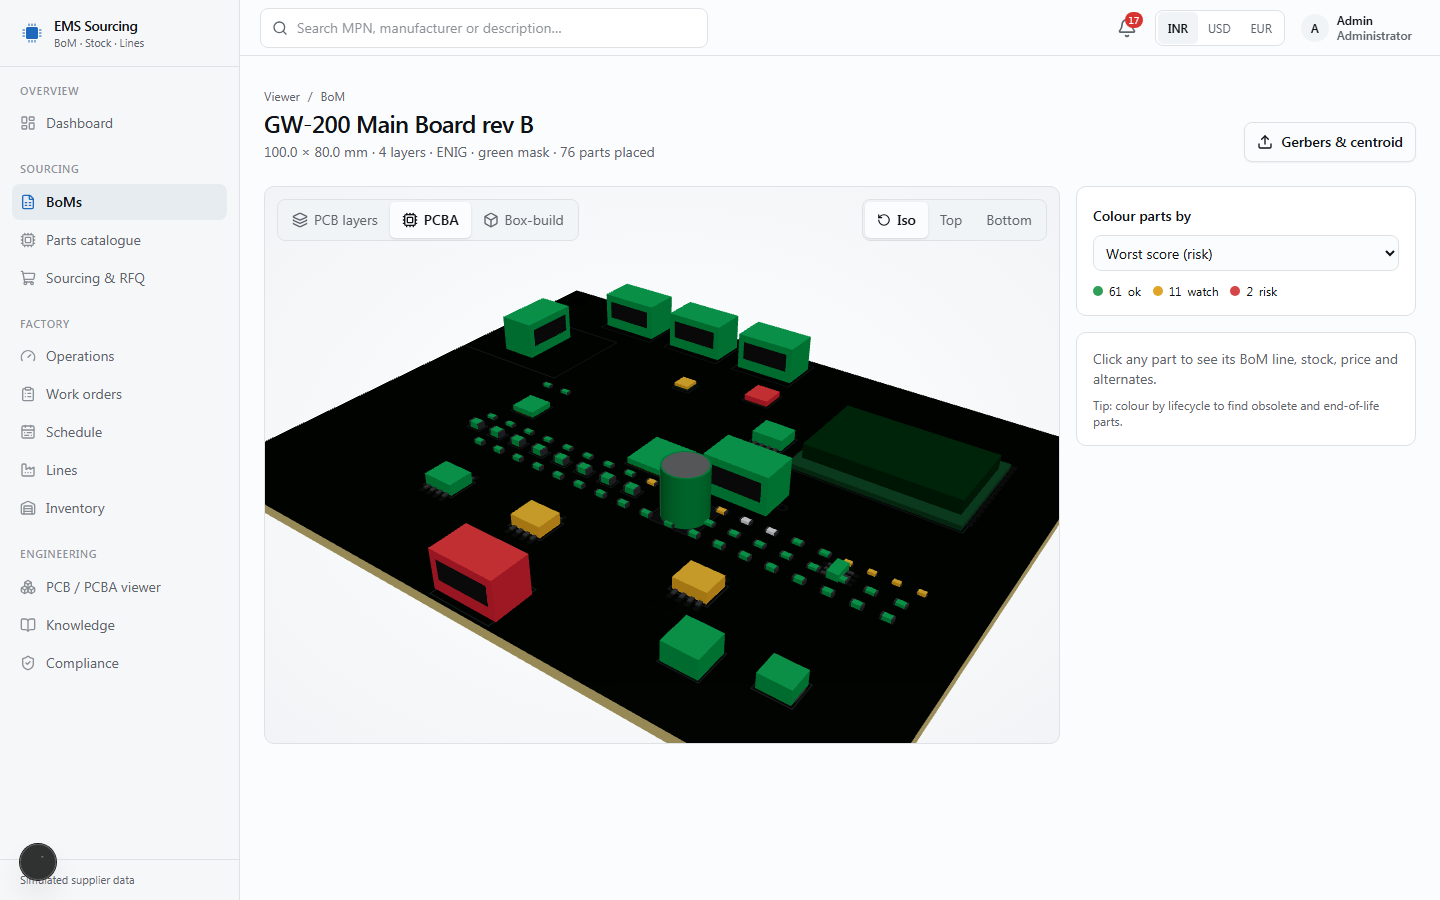 EMS Sourcing
BoM · Stock · Lines
Search MPN, manufacturer or description...
17
INR USD EUR
A
Admin
Administrator
OVERVIEW
Dashboard
SOURCING
BoMs
Parts catalogue
Sourcing & RFQ
FACTORY
Operations
Work orders
Schedule
Lines
Inventory
ENGINEERING
PCB / PCBA viewer
Knowledge
Compliance
Simulated supplier data
Viewer / BoM
GW-200 Main Board rev B
100.0 × 80.0 mm · 4 layers · ENIG · green mask · 76 parts placed
Gerbers & centroid
PCB layers PCBA Box-build
Iso Top Bottom
Colour parts by
Worst score (risk)
61 ok 11 watch 2 risk
Click any part to see its BoM line, stock, price and
alternates.
Tip: colour by lifecycle to find obsolete and end-of-life
parts.